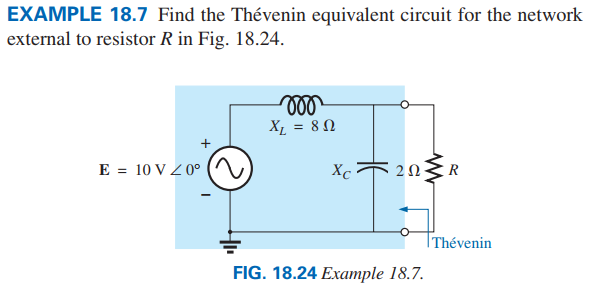 EXAMPLE 18.7 Find the Thévenin equivalent circuit for the network
external to resistor R in Fig. 18.24.
X_L = 8 Ω
+
E = 10 V ∠ 0°
X_C
2 Ω
R
–
Thévenin
FIG. 18.24 Example 18.7.